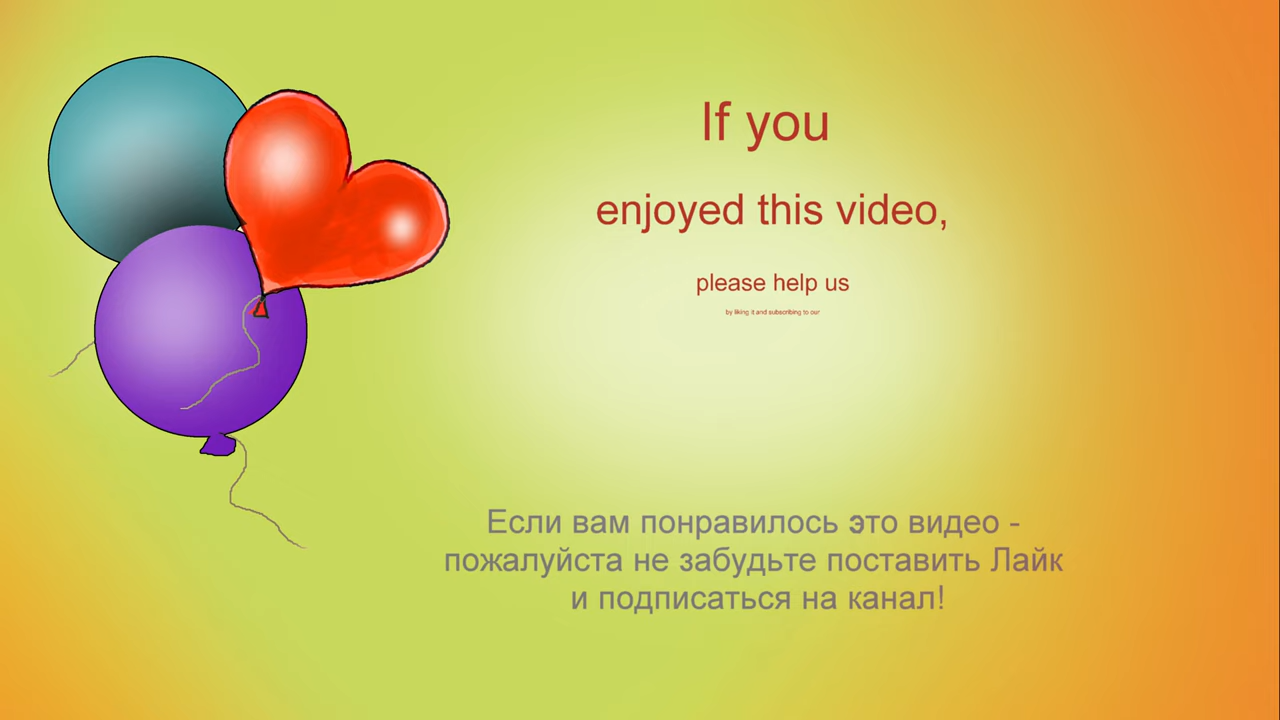 If you
enjoyed this video,
please help us
by liking it and subscribing to our
Если вам понравилось это видео -
пожалуйста не забудьте поставить Лайк
и подписаться на канал!